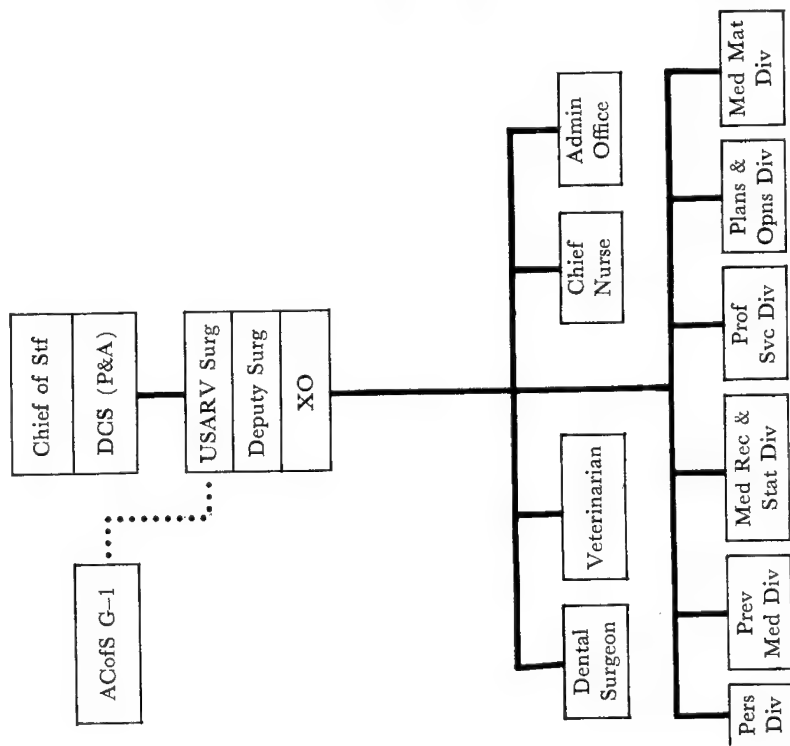 Chief of Stf
DCS (P&A)
ACofS G-1
USARV Surg
Deputy Surg
XO
Dental
Surgeon
Veterinarian
Chief
Nurse
Admin
Office
Pers
Div
Prev
Med Div
Med Rec &
Stat Div
Prof
Svc Div
Plans &
Opns Div
Med Mat
Div